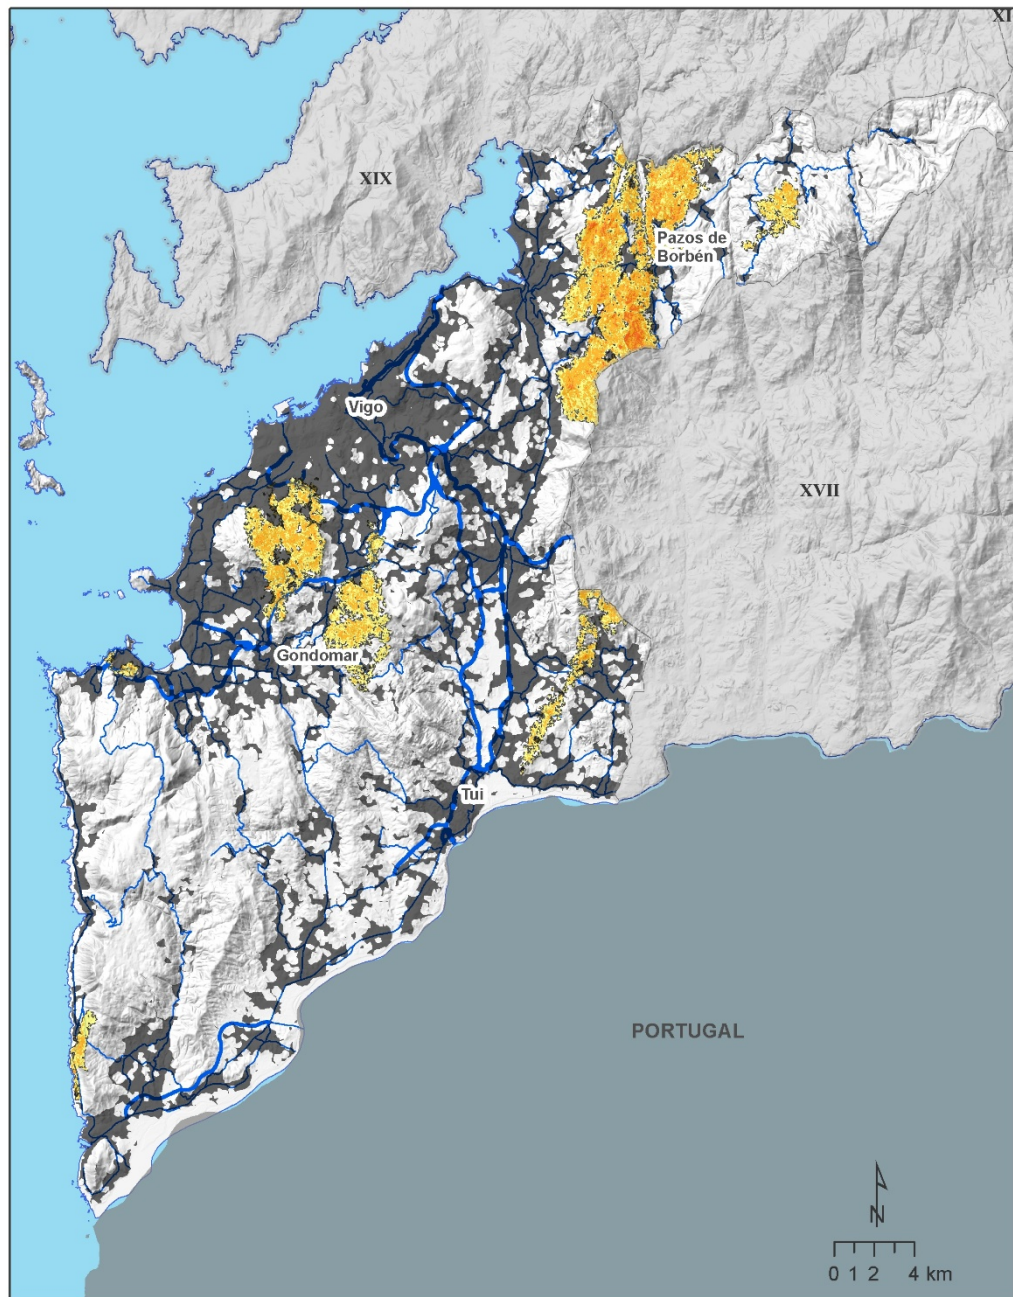 XI
XIX
Pazos de
Borbén
Vigo
XVII
Gondomar
Tui
PORTUGAL
N
0 1 2 4 km